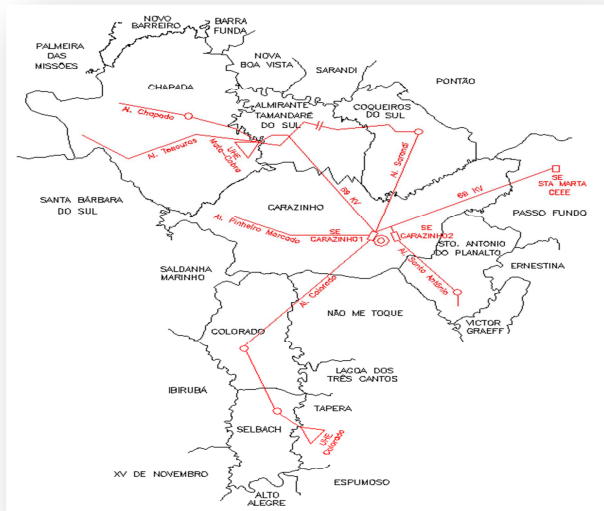 NOVO
BARREIRO
BARRA
FUNDA
PALMEIRA
DAS
MISSÕES
NOVA
BOA VISTA
SARANDI
PONTÃO
CHAPADA
ALMIRANTE
TAMANDARÉ
DO SUL
COQUEIROS
DO SUL
Al. Chapada
Al. Tesouras
UHE
Mata-Cobra
Al. Sarandi
69 KV
69 KV
SE
STA MARTA
CEEE
SANTA BÁRBARA
DO SUL
CARAZINHO
PASSO FUNDO
Al. Pinheiro Marcado
SE
CARAZINHO1
SE
CARAZINHO2
STO. ANTONIO
DO PLANALTO
ERNESTINA
Al. Santo Antônio
SALDANHA
MARINHO
Al. Colorado
NÃO ME TOQUE
VICTOR
GRAEFF
COLORADO
LAGOA DOS
TRÊS CANTOS
IBIRUBÁ
TAPERA
SELBACH
UHE
Colorado
XV DE NOVEMBRO
ESPUMOSO
ALTO
ALEGRE